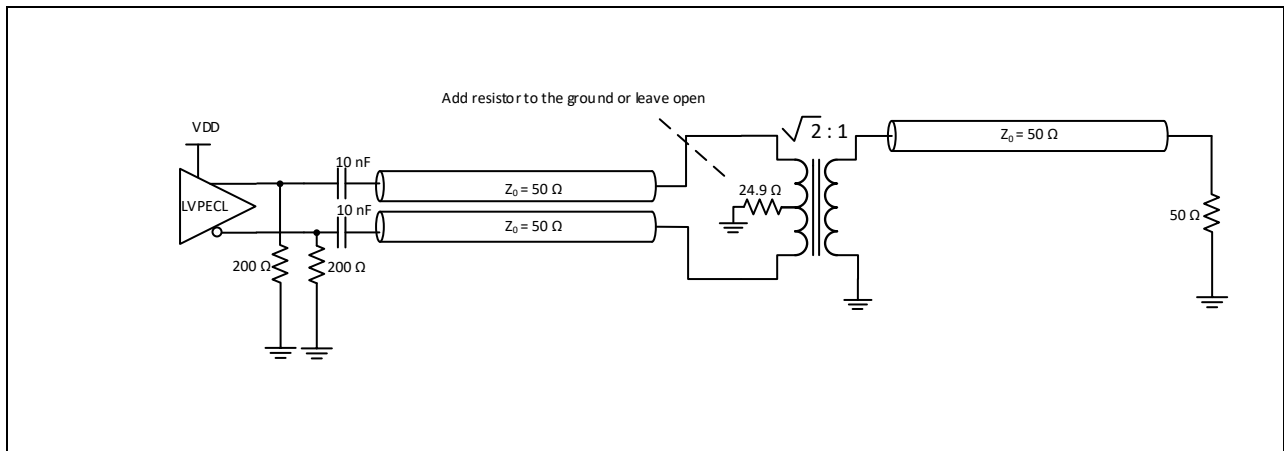 Add resistor to the ground or leave open
VDD
√2 : 1
Z₀ = 50 Ω
10 nF
Z₀ = 50 Ω
LVPECL
24.9 Ω
10 nF
Z₀ = 50 Ω
50 Ω
200 Ω
200 Ω